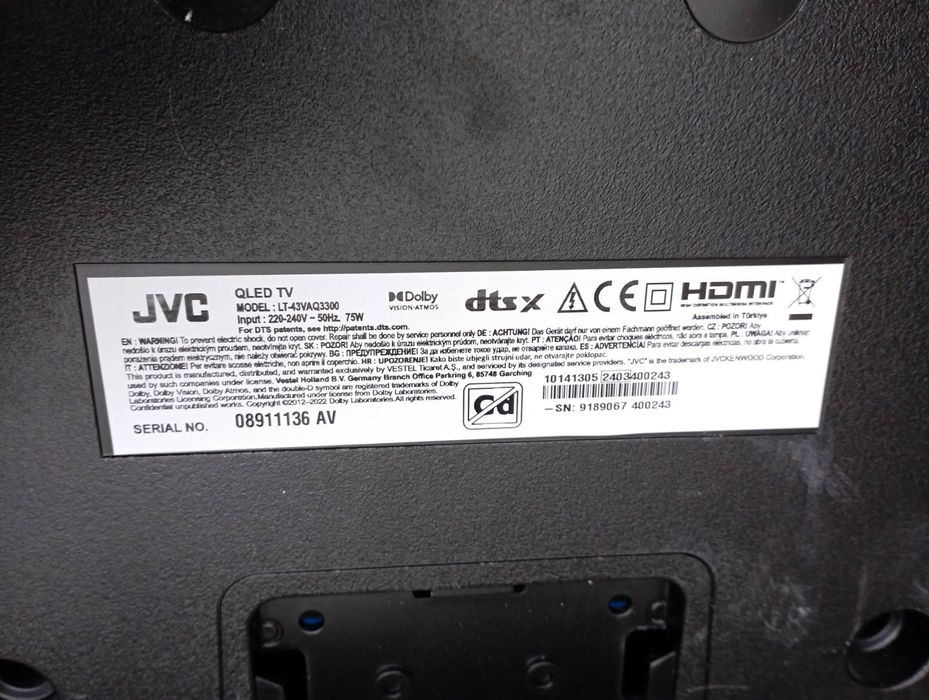 JVC
QLED TV
MODEL : LT-43VAQ3300
Input : 220-240V ~ 50Hz. 75W
For DTS patents, see http://patents.dts.com.
Dolby
VISION·ATMOS
dts X
CE
HDMI™
HIGH DEFINITION MULTIMEDIA INTERFACE
Assembled in Türkiye
EN : WARNING! To prevent electric shock, do not open cover. Repair shall be done by service personnel only DE : ACHTUNG! Das Gerät darf nur von einem Fachmann geöffnet werden. CZ : POZOR! Aby
nedošlo k úrazu elektrickým proudem, neotvírejte kryt. SK : POZOR! Aby nedošlo k úrazu elektrickým prúdom, neotvárajte kryt. PT : ATENÇÃO! Para evitar choques eléctricos, não abra a tampa. PL : UWAGA! Aby uniknąć
porażenia prądem elektrycznym, nie należy otwierać pokrywy. BG : ПРЕДУПРЕЖДЕНИЕ! За да избегнете токов удар, не отваряйте капака. ES : ADVERTENCIA! Para evitar descargas eléctricas, no abra la cubierta.
IT : ATTENZIONE! Per evitare scosse elettriche, non aprire il coperchio. HR : UPOZORENJE! Kako biste izbjegli strujni udar, ne otvarajte poklopac.
This product is manufactured, distributed, and warranted exclusively by VESTEL Ticaret A.Ş., and serviced by its designated service providers. "JVC" is the trademark of JVCKENWOOD Corporation,
used by such companies under license. Vestel Holland B.V. Germany Branch Office Parkring 6, 85748 Garching
Dolby, Dolby Vision, Dolby Atmos, and the double-D symbol are registered trademarks of Dolby
Laboratories Licensing Corporation.Manufactured under license from Dolby Laboratories.
Confidential unpublished works. Copyright ©2012-2022 Dolby Laboratories.All rights reserved.
Cd
10141305 2403400243
SN: 9189067 400243
SERIAL NO. 08911136 AV